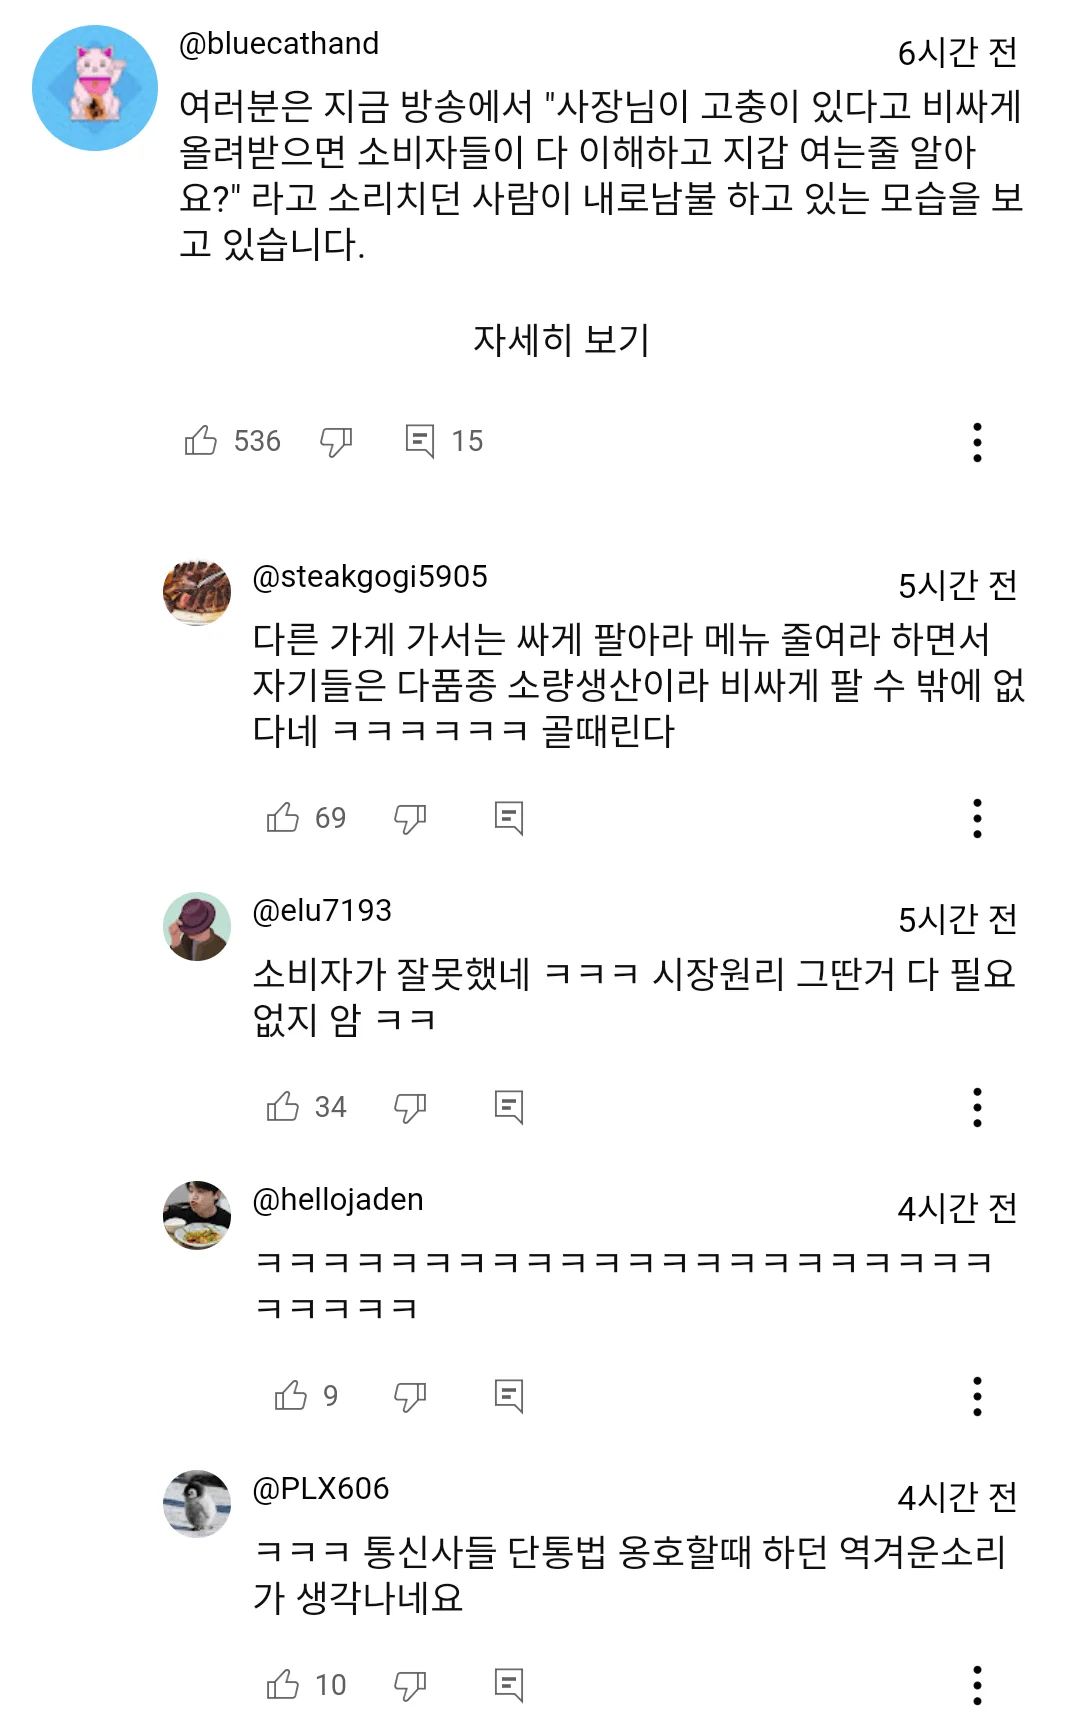 @bluecathand
6시간 전
여러분은 지금 방송에서 "사장님이 고충이 있다고 비싸게
올려받으면 소비자들이 다 이해하고 지갑 여는줄 알아
요?" 라고 소리치던 사람이 내로남불 하고 있는 모습을 보
고 있습니다.
자세히 보기
536 15
@steakgogi5905
5시간 전
다른 가게 가서는 싸게 팔아라 메뉴 줄여라 하면서
자기들은 다품종 소량생산이라 비싸게 팔 수 밖에 없
다네 ㅋㅋㅋㅋㅋㅋ 골때린다
69
@elu7193
5시간 전
소비자가 잘못했네 ㅋㅋㅋ 시장원리 그딴거 다 필요
없지 암 ㅋㅋ
34
@hellojaden
4시간 전
ㅋㅋㅋㅋㅋㅋㅋㅋㅋㅋㅋㅋㅋㅋㅋㅋㅋㅋㅋㅋㅋㅋ
ㅋㅋㅋㅋㅋ
9
@PLX606
4시간 전
ㅋㅋㅋ 통신사들 단통법 옹호할때 하던 역겨운소리
가 생각나네요
10